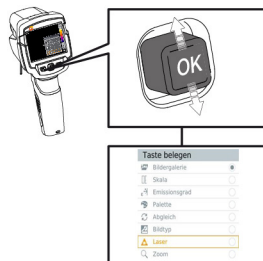 OK
Taste belegen
Bildergalerie
Skala
Emissionsgrad
Palette
Abgleich
Bildtyp
Laser
Zoom